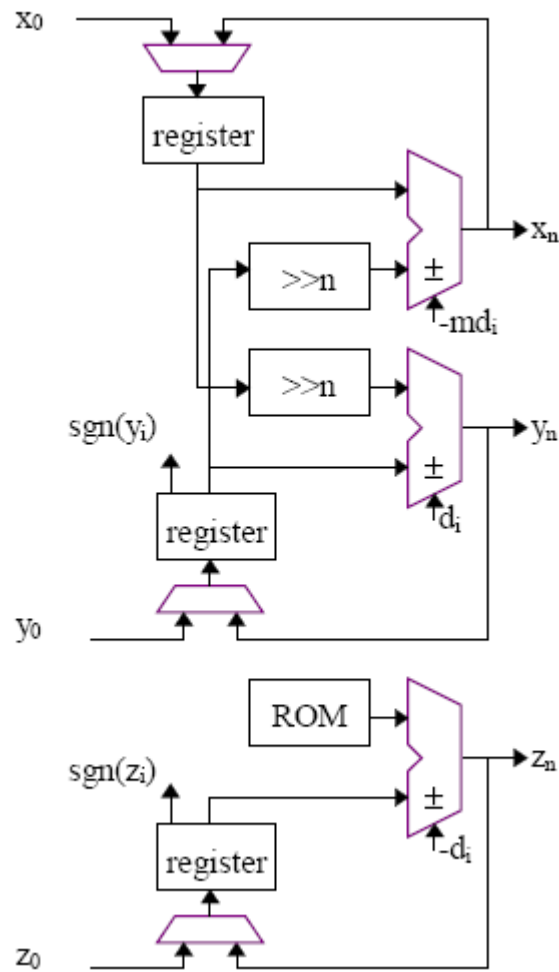 x₀
register
>>n
±
xₙ
-mdᵢ
>>n
sgn(yᵢ)
yₙ
±
register
dᵢ
y₀
ROM
sgn(zᵢ)
zₙ
±
register
-dᵢ
z₀